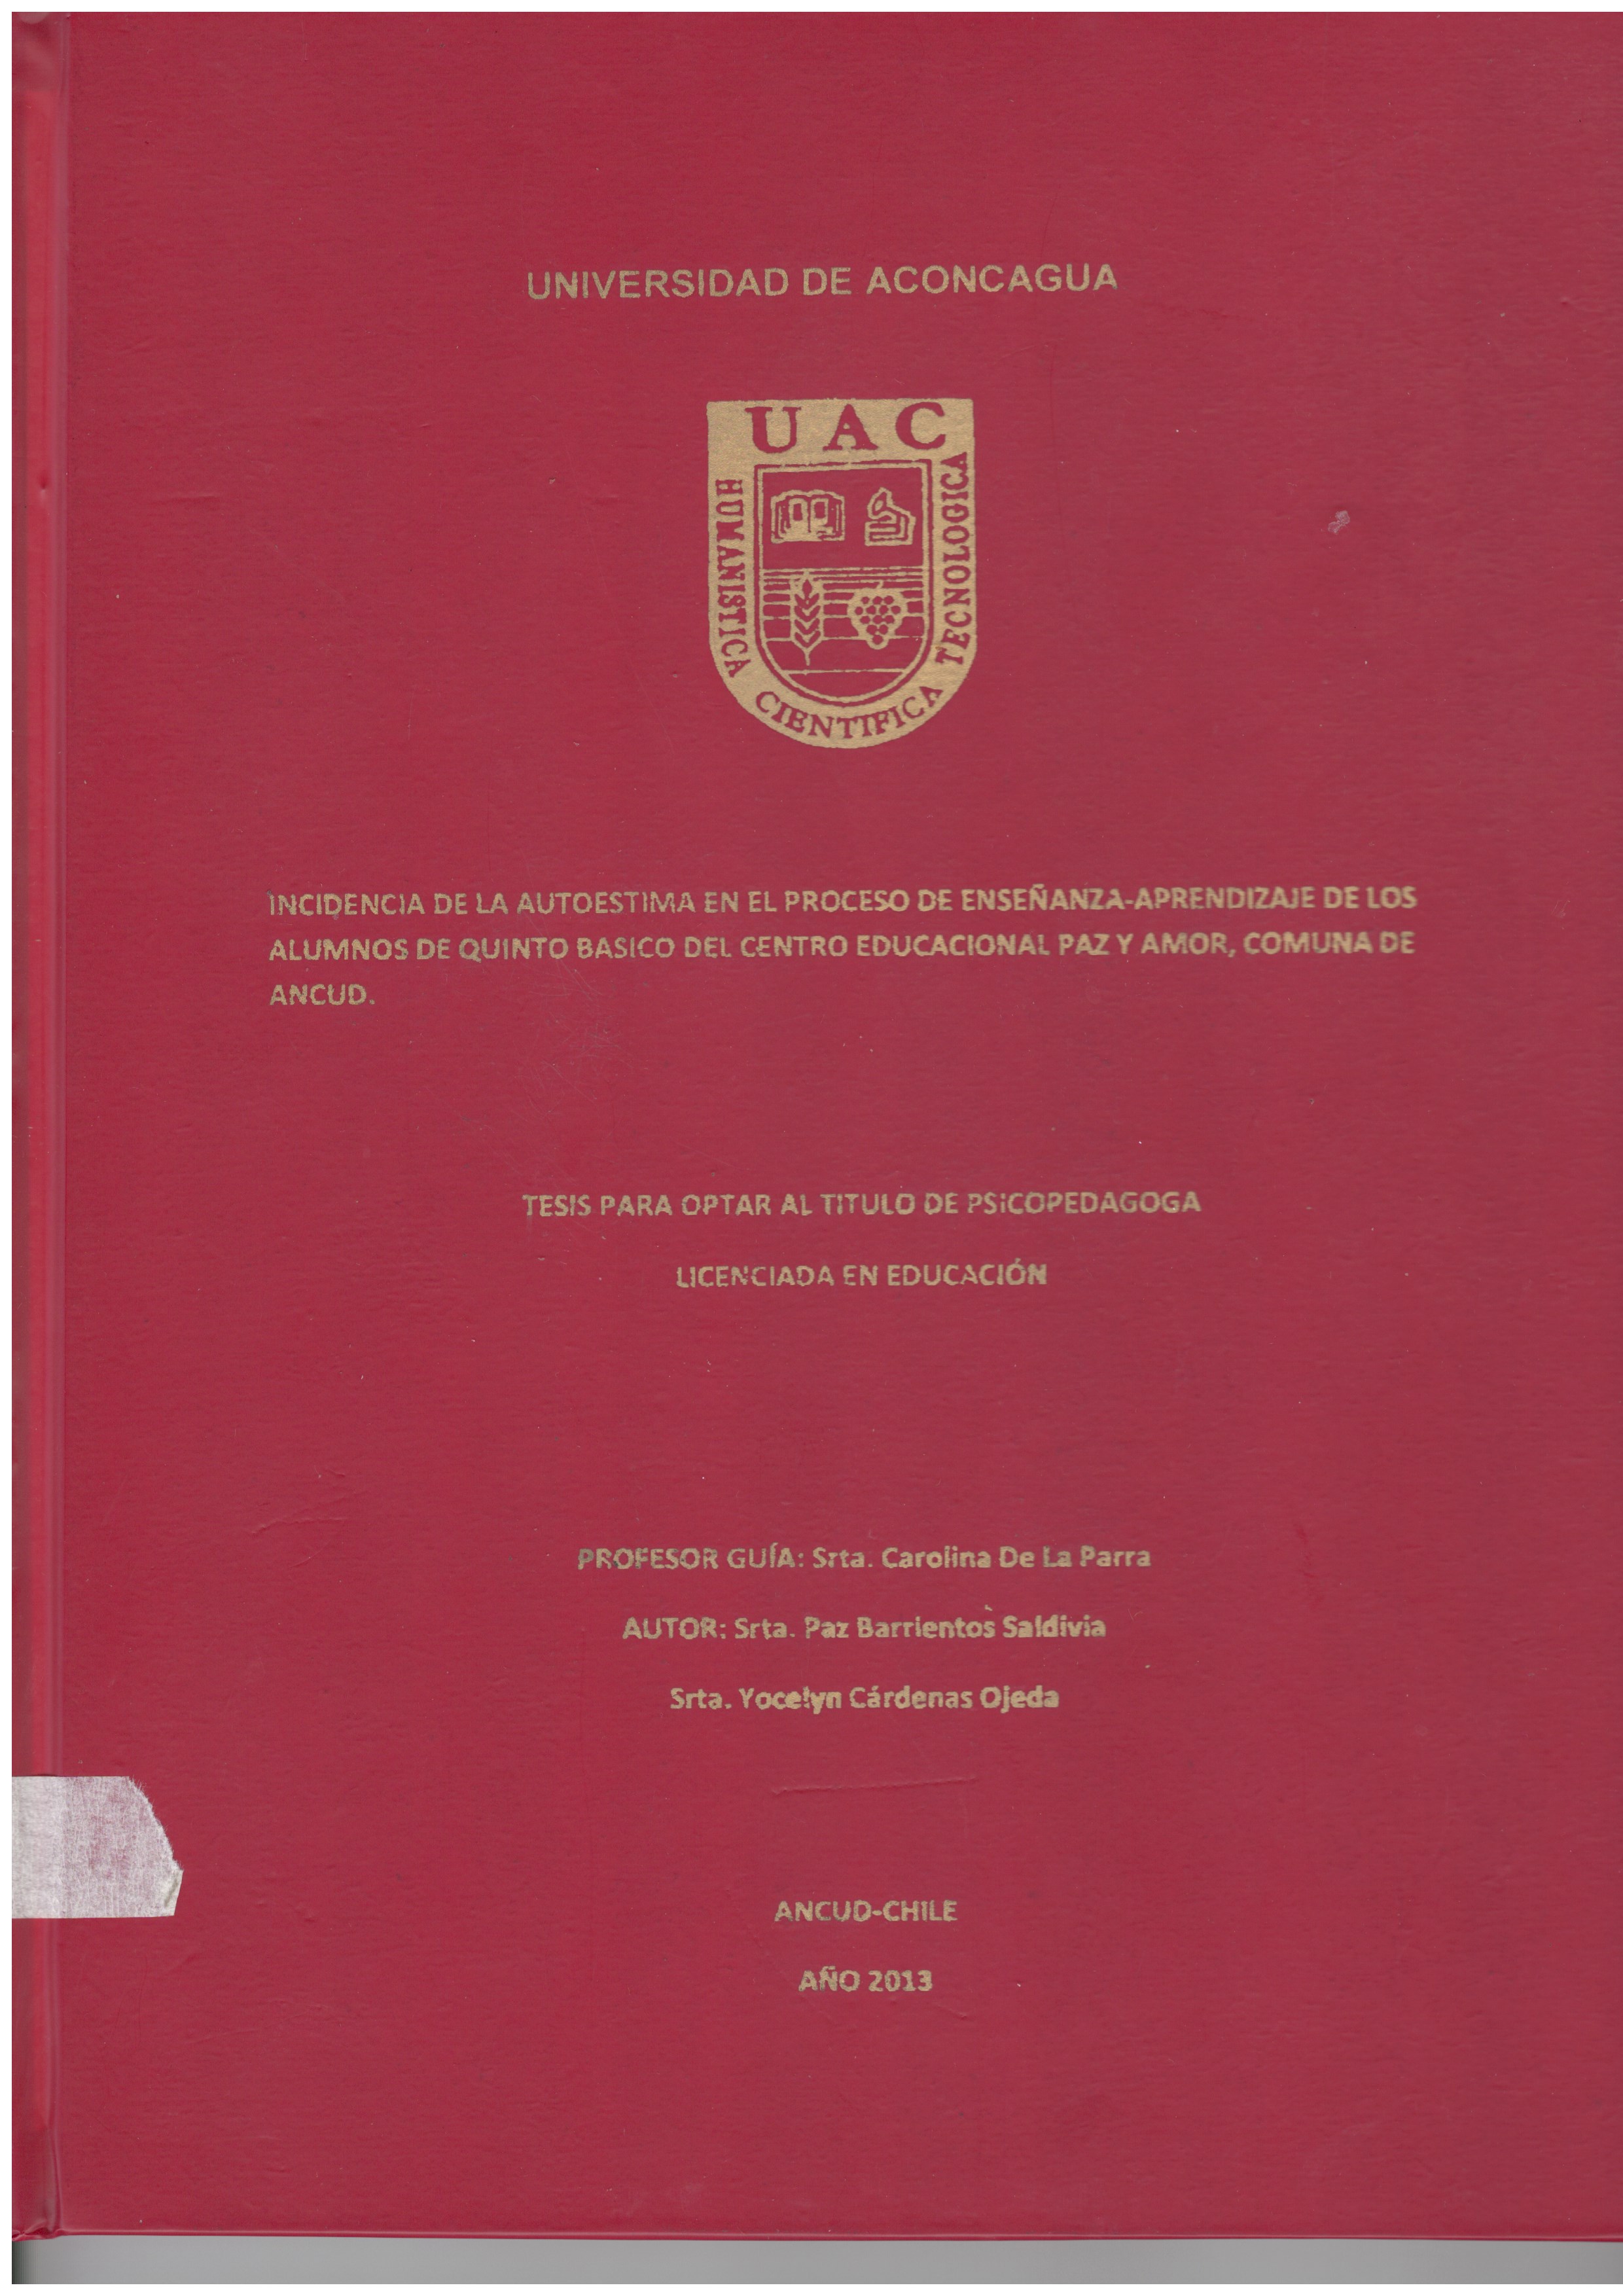 UNIVERSIDAD DE ACONCAGUA
UAC
HUMANISTICA CIENTIFICA TECNOLOGICA
INCIDENCIA DE LA AUTOESTIMA EN EL PROCESO DE ENSEÑANZA-APRENDIZAJE DE LOS
ALUMNOS DE QUINTO BASICO DEL CENTRO EDUCACIONAL PAZ Y AMOR, COMUNA DE
ANCUD.
TESIS PARA OPTAR AL TITULO DE PSICOPEDAGOGA
LICENCIADA EN EDUCACIÓN
PROFESOR GUÍA: Srta. Carolina De La Parra
AUTOR: Srta. Paz Barrientos Saldivia
Srta. Yocelyn Cárdenas Ojeda
ANCUD-CHILE
AÑO 2013